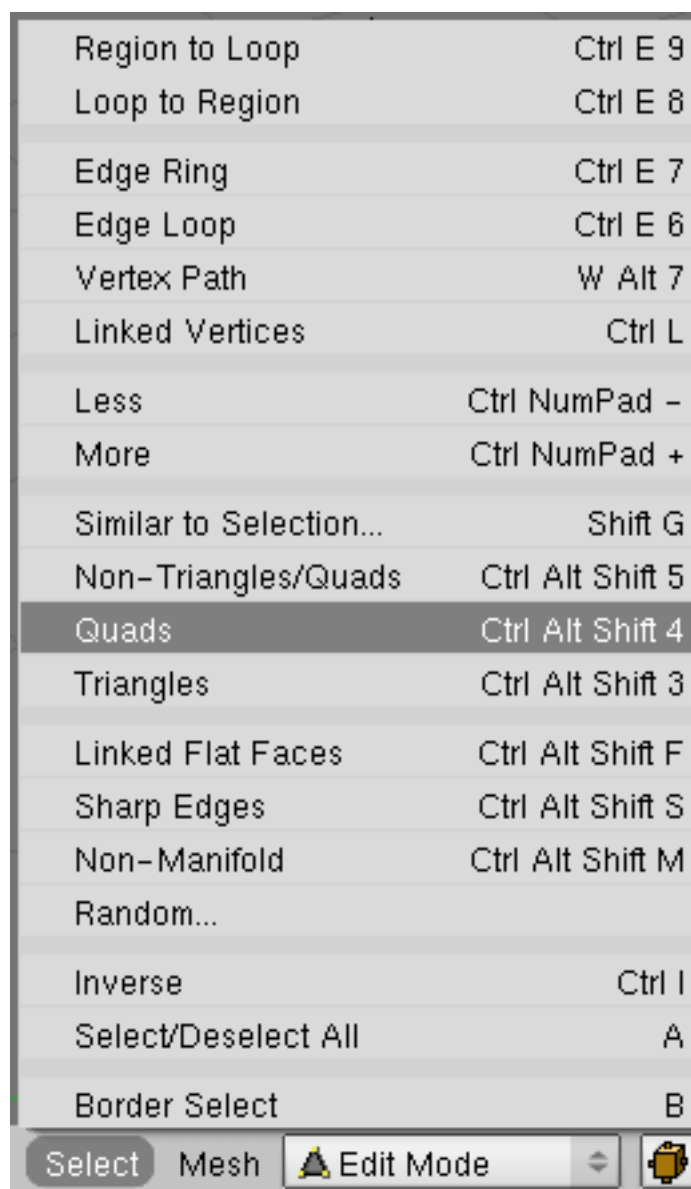 Region to Loop Ctrl E 9
Loop to Region Ctrl E 8
Edge Ring Ctrl E 7
Edge Loop Ctrl E 6
Vertex Path W Alt 7
Linked Vertices Ctrl L
Less Ctrl NumPad -
More Ctrl NumPad +
Similar to Selection... Shift G
Non-Triangles/Quads Ctrl Alt Shift 5
Quads Ctrl Alt Shift 4
Triangles Ctrl Alt Shift 3
Linked Flat Faces Ctrl Alt Shift F
Sharp Edges Ctrl Alt Shift S
Non-Manifold Ctrl Alt Shift M
Random...
Inverse Ctrl I
Select/Deselect All A
Border Select B
Select Mesh Edit Mode